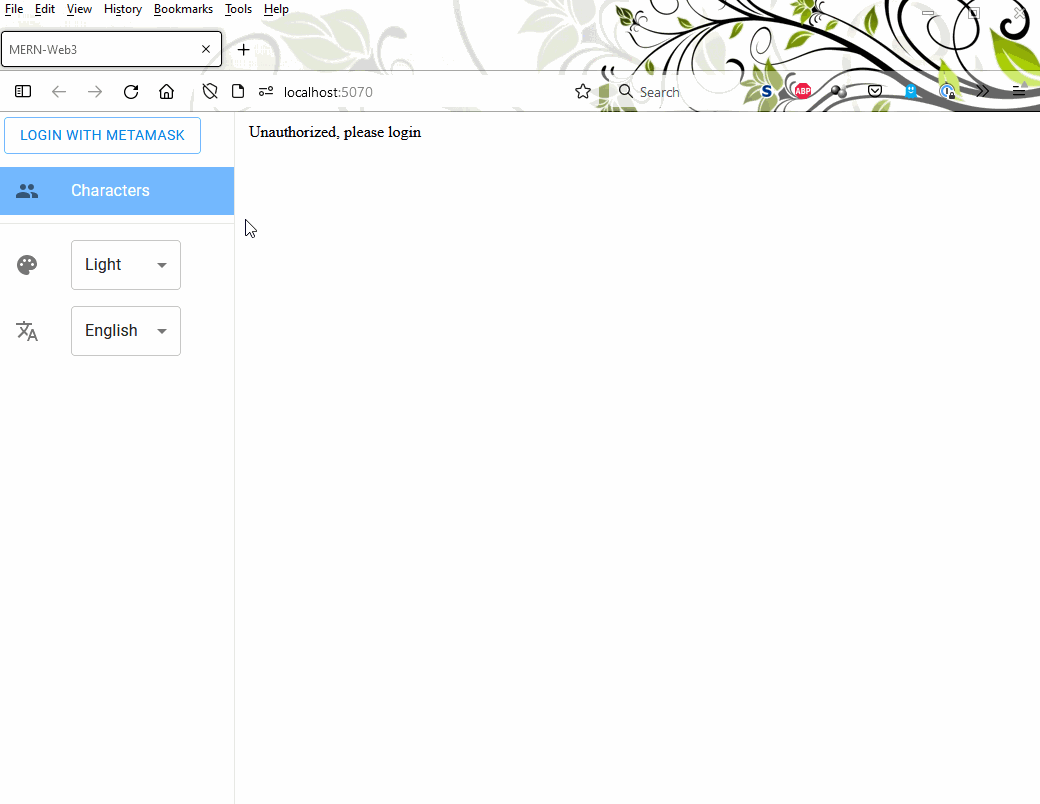 File Edit View History Bookmarks Tools Help
MERN-Web3
localhost:5070
Search
S
ABP
LOGIN WITH METAMASK
Unauthorized, please login
Characters
Light
English